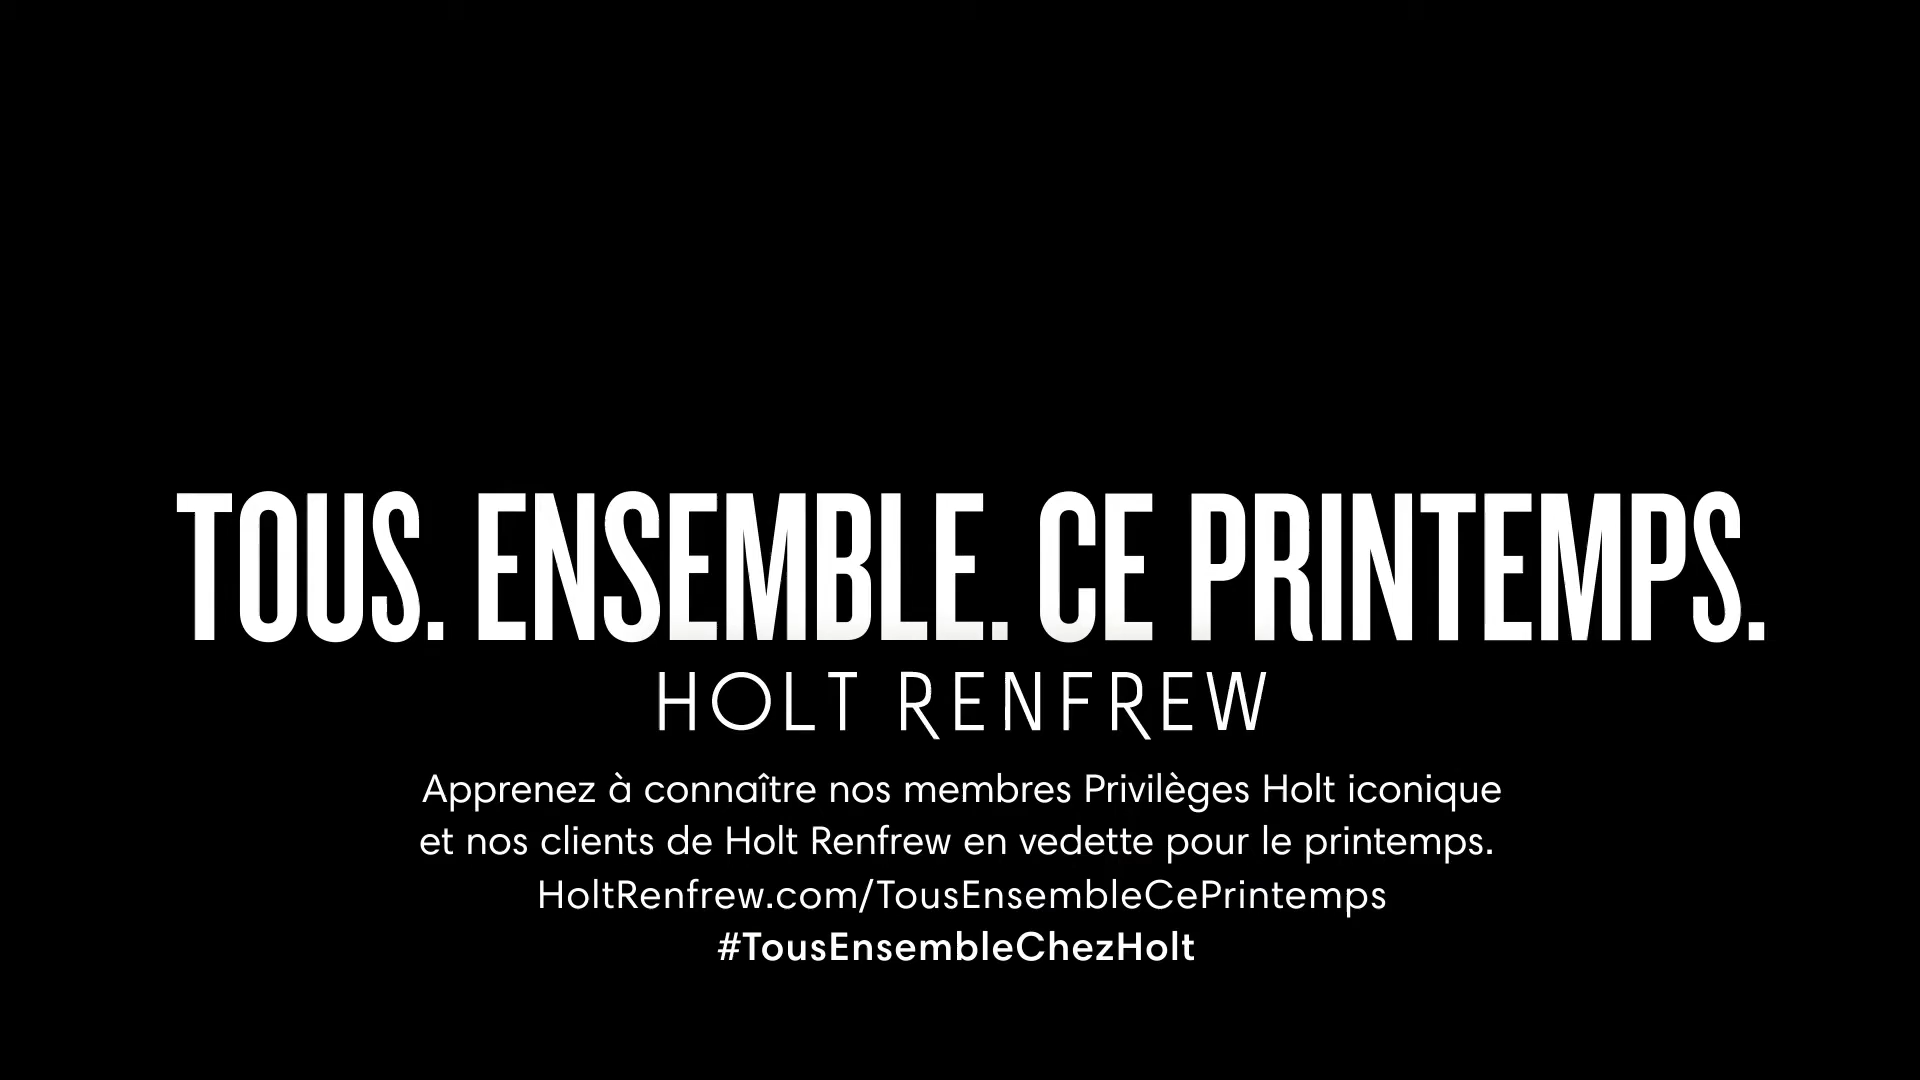 TOUS. ENSEMBLE. CE PRINTEMPS.
HOLT RENFREW
Apprenez à connaître nos membres Privilèges Holt iconique
et nos clients de Holt Renfrew en vedette pour le printemps.
HoltRenfrew.com/TousEnsembleCePrintemps
#TousEnsembleChezHolt